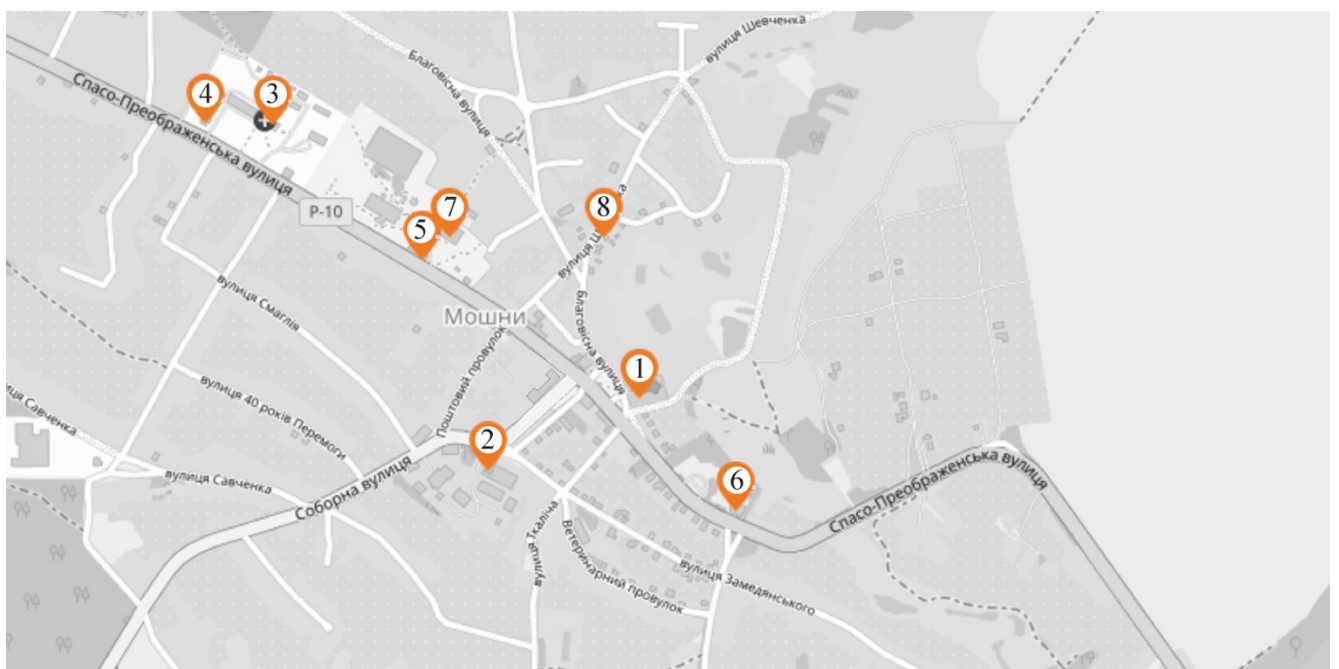 вулиця Шевченка
Благовісна вулиця
Спасо-Преображенська вулиця
4
3
Р-10
5
7
8
вулиця Ш
ка
вулиця Смаглія
Мошни
Благовісна вулиця
Поштовий провулок
1
вулиця 40 років Перемоги
вулиця Савченка
2
вулиця Савченка
Соборна вулиця
6
Спасо-Преображенська вулиця
вулиця Ткаліча
Ветеринарний провулок
вулиця Замедянського